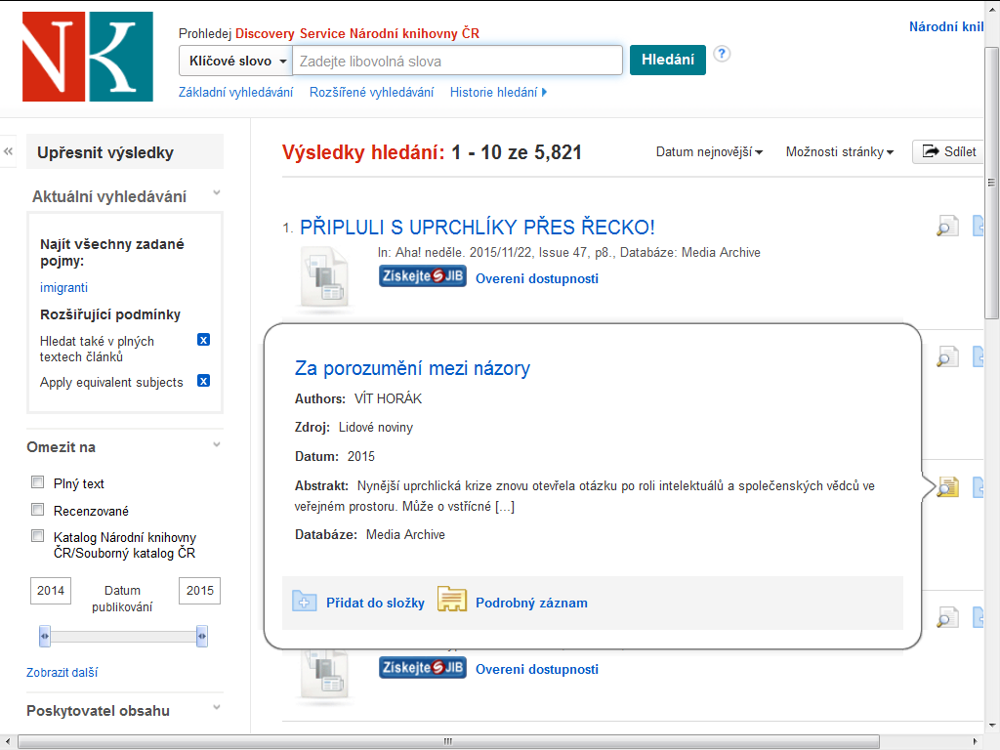 NK
Prohledej Discovery Service Národní knihovny ČR
Národní knil
Klíčové slovo
Zadejte libovolná slova
Hledání
?
Základní vyhledávání
Rozšířené vyhledávání
Historie hledání
«
Upřesnit výsledky
Výsledky hledání: 1 - 10 ze 5,821
Datum nejnovější
Možnosti stránky
Sdílet
Aktuální vyhledávání
Najít všechny zadané
pojmy:
imigranti
Rozšiřující podmínky
Hledat také v plných
textech článků
x
Apply equivalent subjects
x
Omezit na
Plný text
Recenzované
Katalog Národní knihovny
ČR/Souborný katalog ČR
2014
Datum
publikování
2015
Zobrazit další
Poskytovatel obsahu
1. PŘIPLULI S UPRCHLÍKY PŘES ŘECKO!
In: Aha! neděle. 2015/11/22, Issue 47, p8., Databáze: Media Archive
Získejte SJIB
Overeni dostupnosti
Za porozumění mezi názory
Authors: VÍT HORÁK
Zdroj: Lidové noviny
Datum: 2015
Abstrakt: Nynější uprchlická krize znovu otevřela otázku po roli intelektuálů a společenských vědců ve
veřejném prostoru. Může o vstřícné [...]
Databáze: Media Archive
Přidat do složky
Podrobný záznam
Získejte SJIB
Overeni dostupnosti